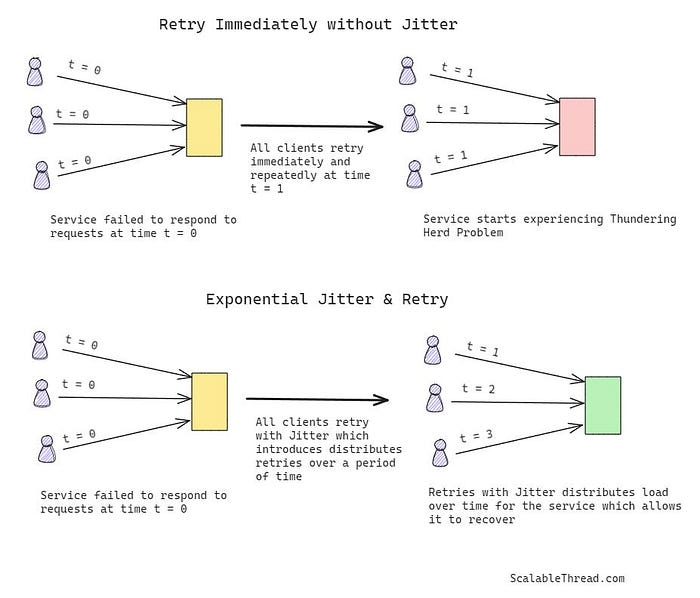 Retry Immediately without Jitter
t = 0
t = 0
t = 0
All clients retry
immediately and
repeatedly at time
t = 1
t = 1
t = 1
t = 1
Service failed to respond to
requests at time t = 0
Service starts experiencing Thundering
Herd Problem
Exponential Jitter & Retry
t = 0
t = 0
t = 0
All clients retry
with Jitter which
introduces distributes
retries over a period
of time
t = 1
t = 2
t = 3
Service failed to respond to
requests at time t = 0
Retries with Jitter distributes load
over time for the service which allows
it to recover
ScalableThread.com